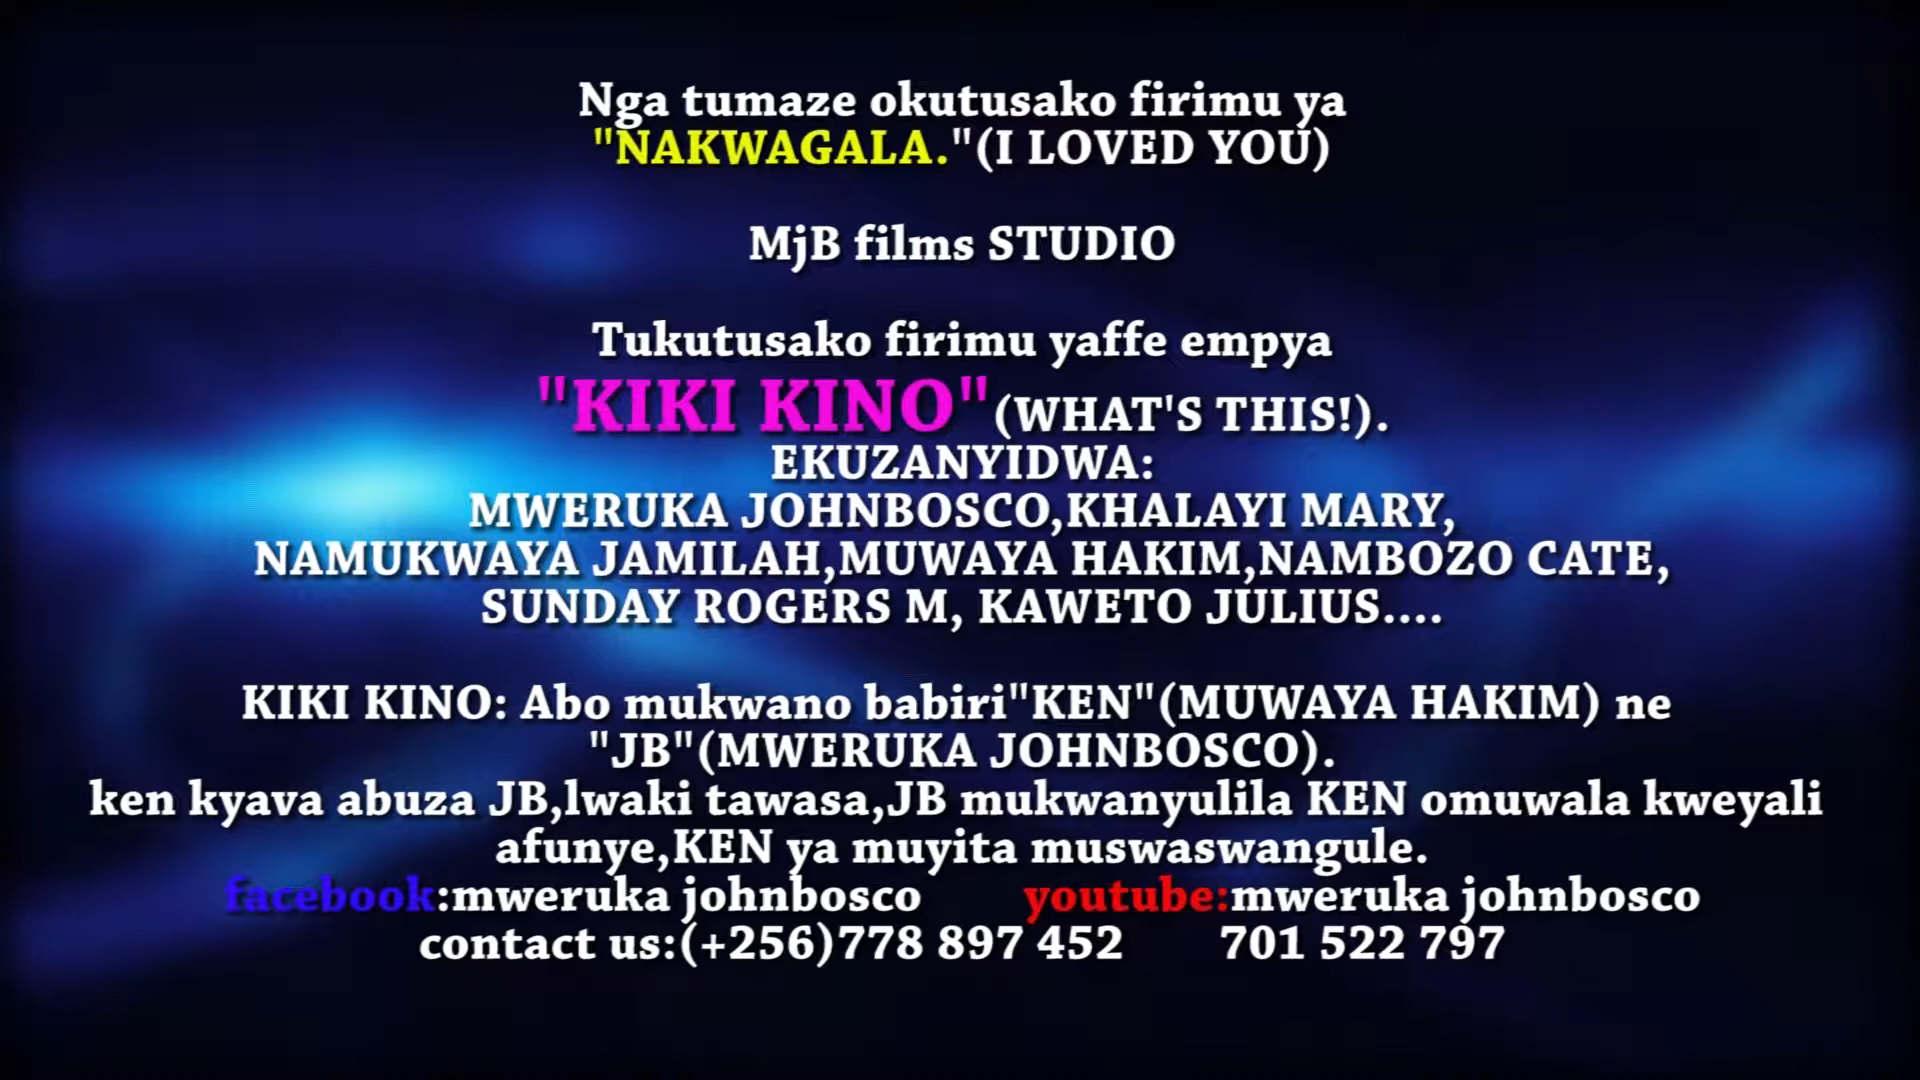 Nga tumaze okutusako firimu ya
"NAKWAGALA."(I LOVED YOU)
MjB films STUDIO
Tukutusako firimu yaffe empya
"KIKI KINO"(WHAT'S THIS!).
EKUZANYIDWA:
MWERUKA JOHNBOSCO,KHALAYI MARY,
NAMUKWAYA JAMILAH,MUWAYA HAKIM,NAMBOZO CATE,
SUNDAY ROGERS M, KAWETO JULIUS....
KIKI KINO: Abo mukwano babiri"KEN"(MUWAYA HAKIM) ne
"JB"(MWERUKA JOHNBOSCO).
ken kyava abuza JB,lwaki tawasa,JB mukwanyulila KEN omuwala kweyali
afunye,KEN ya muyita muswaswangule.
facebook:mweruka johnbosco youtube:mweruka johnbosco
contact us:(+256)778 897 452 701 522 797